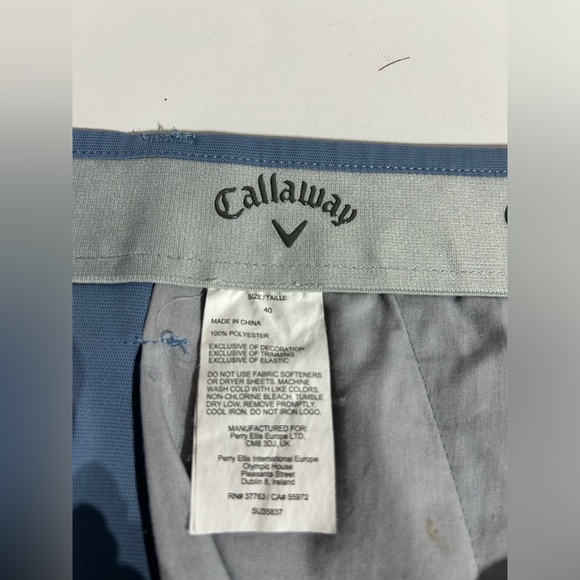 Callaway
SIZE/TAILLE
40
MADE IN CHINA
100% POLYESTER
EXCLUSIVE OF DECORATION
EXCLUSIVE OF TRIMMING
EXCLUSIVE OF ELASTIC
DO NOT USE FABRIC SOFTENERS
OR DRYER SHEETS. MACHINE
WASH COLD WITH LIKE COLORS.
NON-CHLORINE BLEACH. TUMBLE
DRY LOW. REMOVE PROMPTLY.
COOL IRON. DO NOT IRON LOGO.
MANUFACTURED FOR:
Perry Ellis Europe LTD,
CM8 3DJ, UK
Perry Ellis International Europe
Olympic House
Pleasants Street
Dublin 8, Ireland
RN# 37763 / CA# 55972
SU35837